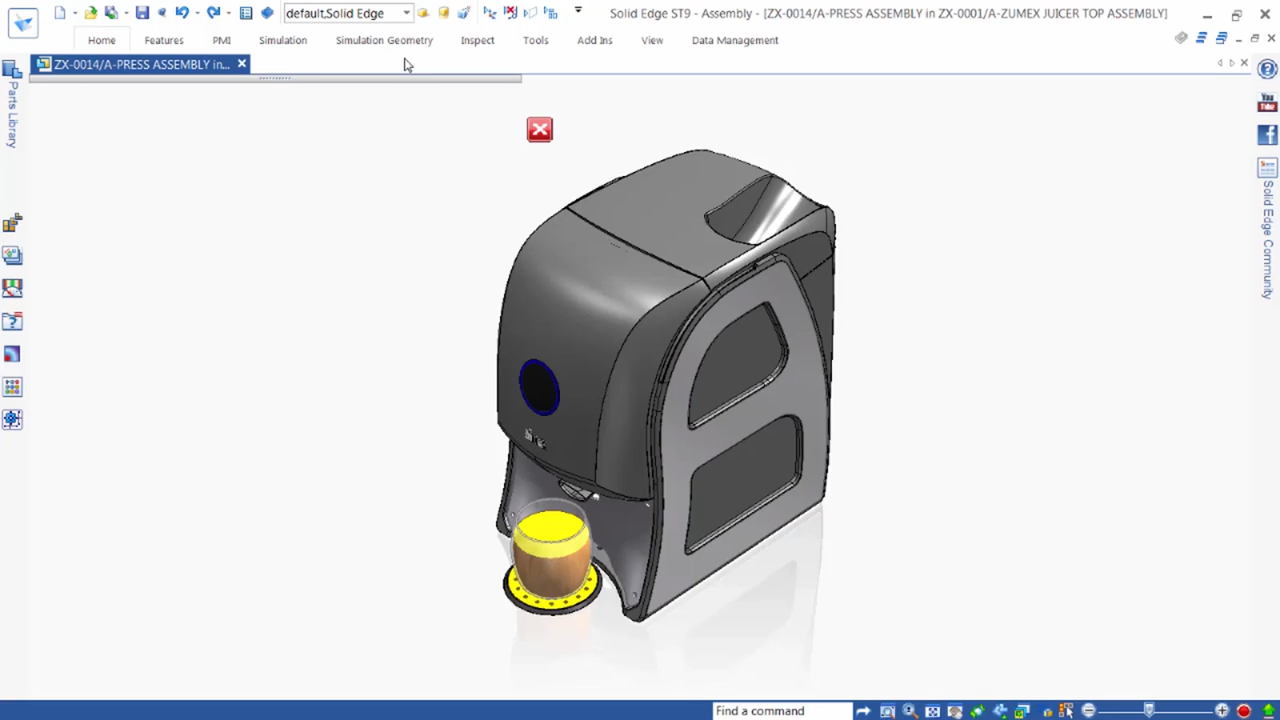 default,Solid Edge
Solid Edge ST9 - Assembly - [ZX-0014/A-PRESS ASSEMBLY in ZX-0001/A-ZUMEX JUICER TOP ASSEMBLY]
Home Features PMI Simulation Simulation Geometry Inspect Tools Add Ins View Data Management
ZX-0014/A-PRESS ASSEMBLY in...
Parts Library
You
Tube
Solid Edge Community
Find a command